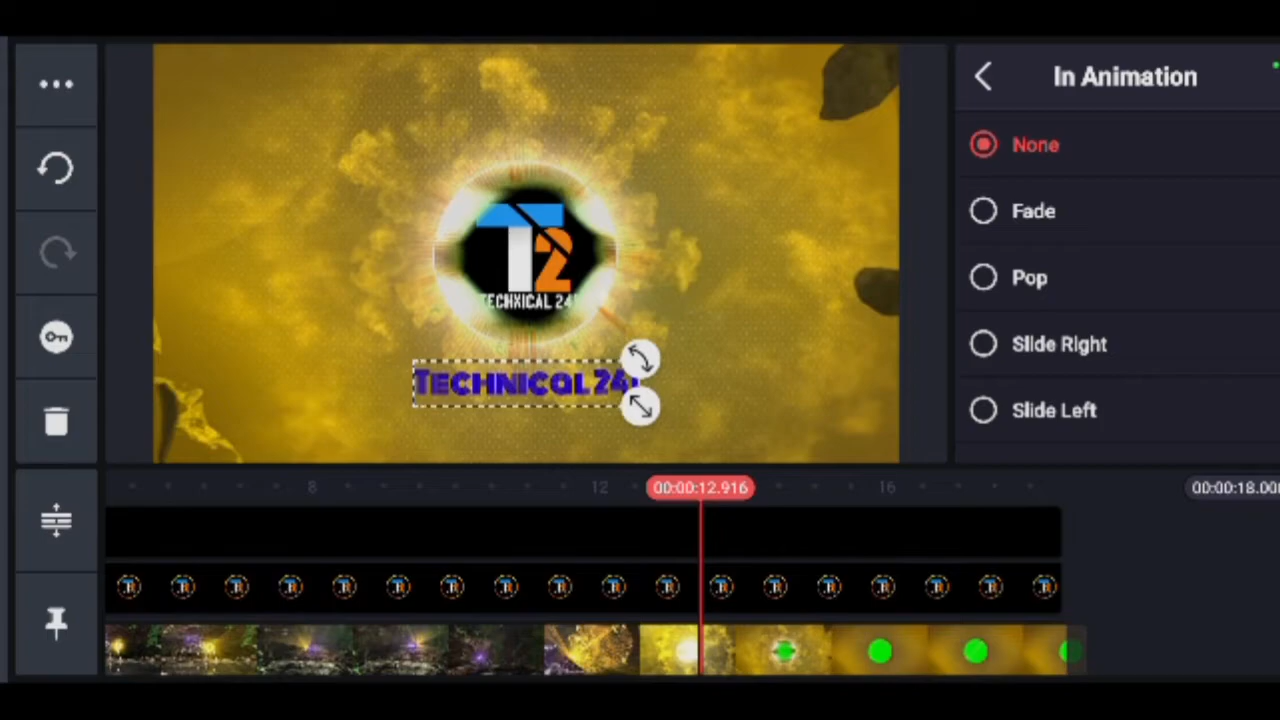 In Animation
None
Fade
Pop
Slide Right
Slide Left
T2
TECHNICAL 24
TECHNICAL 24
8
12
00:00:12.916
16
00:00:18.00